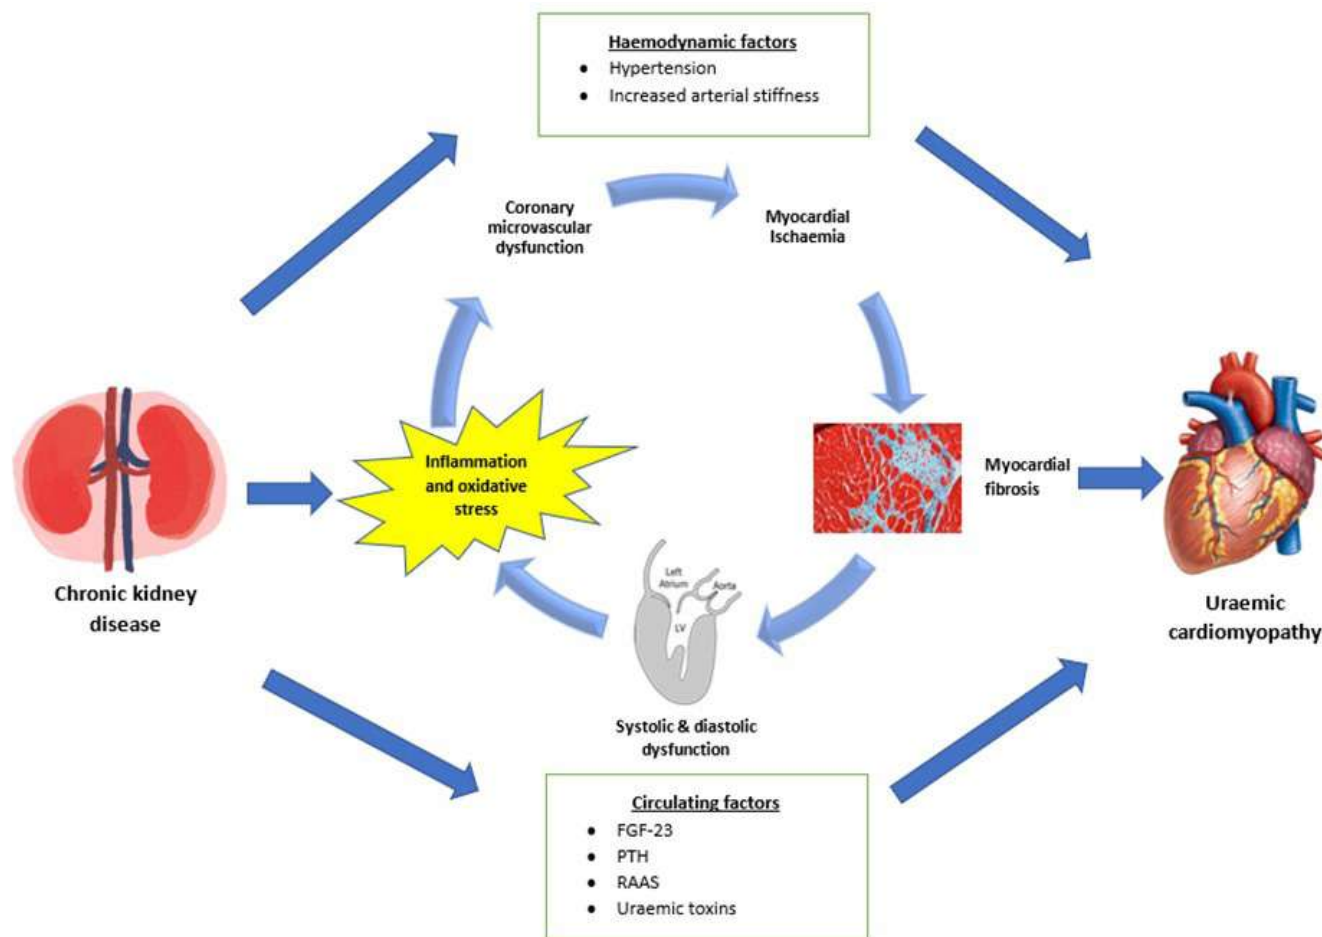 Haemodynamic factors
• Hypertension
• Increased arterial stiffness
Coronary
microvascular
dysfunction
Myocardial
Ischaemia
Inflammation
and oxidative
stress
Myocardial
fibrosis
Left
Atrium
Aorta
LV
Chronic kidney
disease
Uraemic
cardiomyopathy
Systolic & diastolic
dysfunction
Circulating factors
• FGF-23
• PTH
• RAAS
• Uraemic toxins